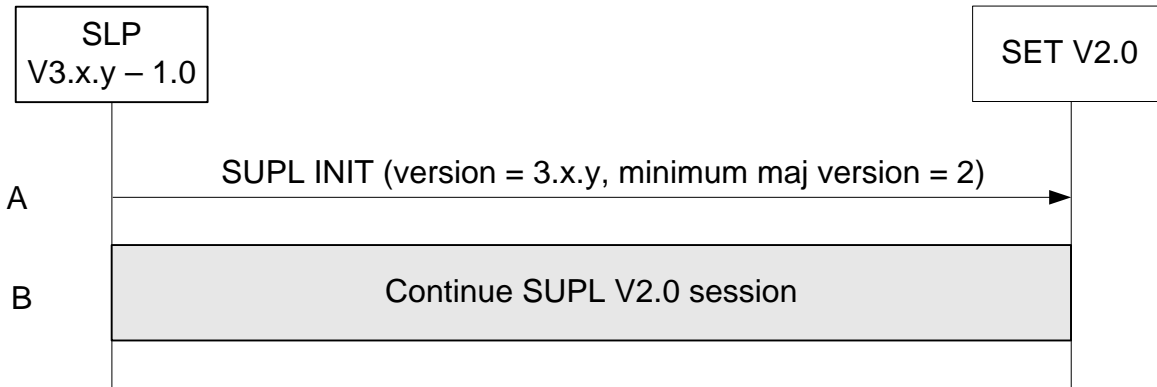 SLP
V3.x.y – 1.0
SET V2.0
A
SUPL INIT (version = 3.x.y, minimum maj version = 2)
B
Continue SUPL V2.0 session